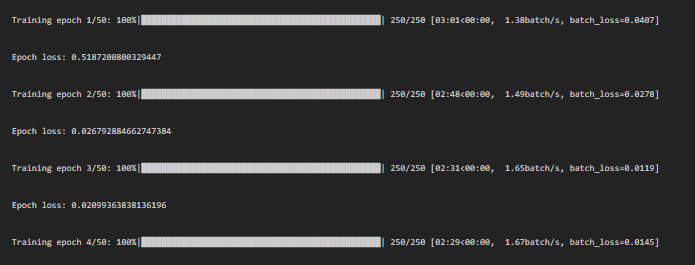 Training epoch 1/50: 100%|██████████| 250/250 [03:01<00:00,  1.38batch/s, batch_loss=0.0407]
Epoch loss: 0.5187200800329447
Training epoch 2/50: 100%|██████████| 250/250 [02:48<00:00,  1.49batch/s, batch_loss=0.0278]
Epoch loss: 0.026792884662747384
Training epoch 3/50: 100%|██████████| 250/250 [02:31<00:00,  1.65batch/s, batch_loss=0.0119]
Epoch loss: 0.02099363838136196
Training epoch 4/50: 100%|██████████| 250/250 [02:29<00:00,  1.67batch/s, batch_loss=0.0145]